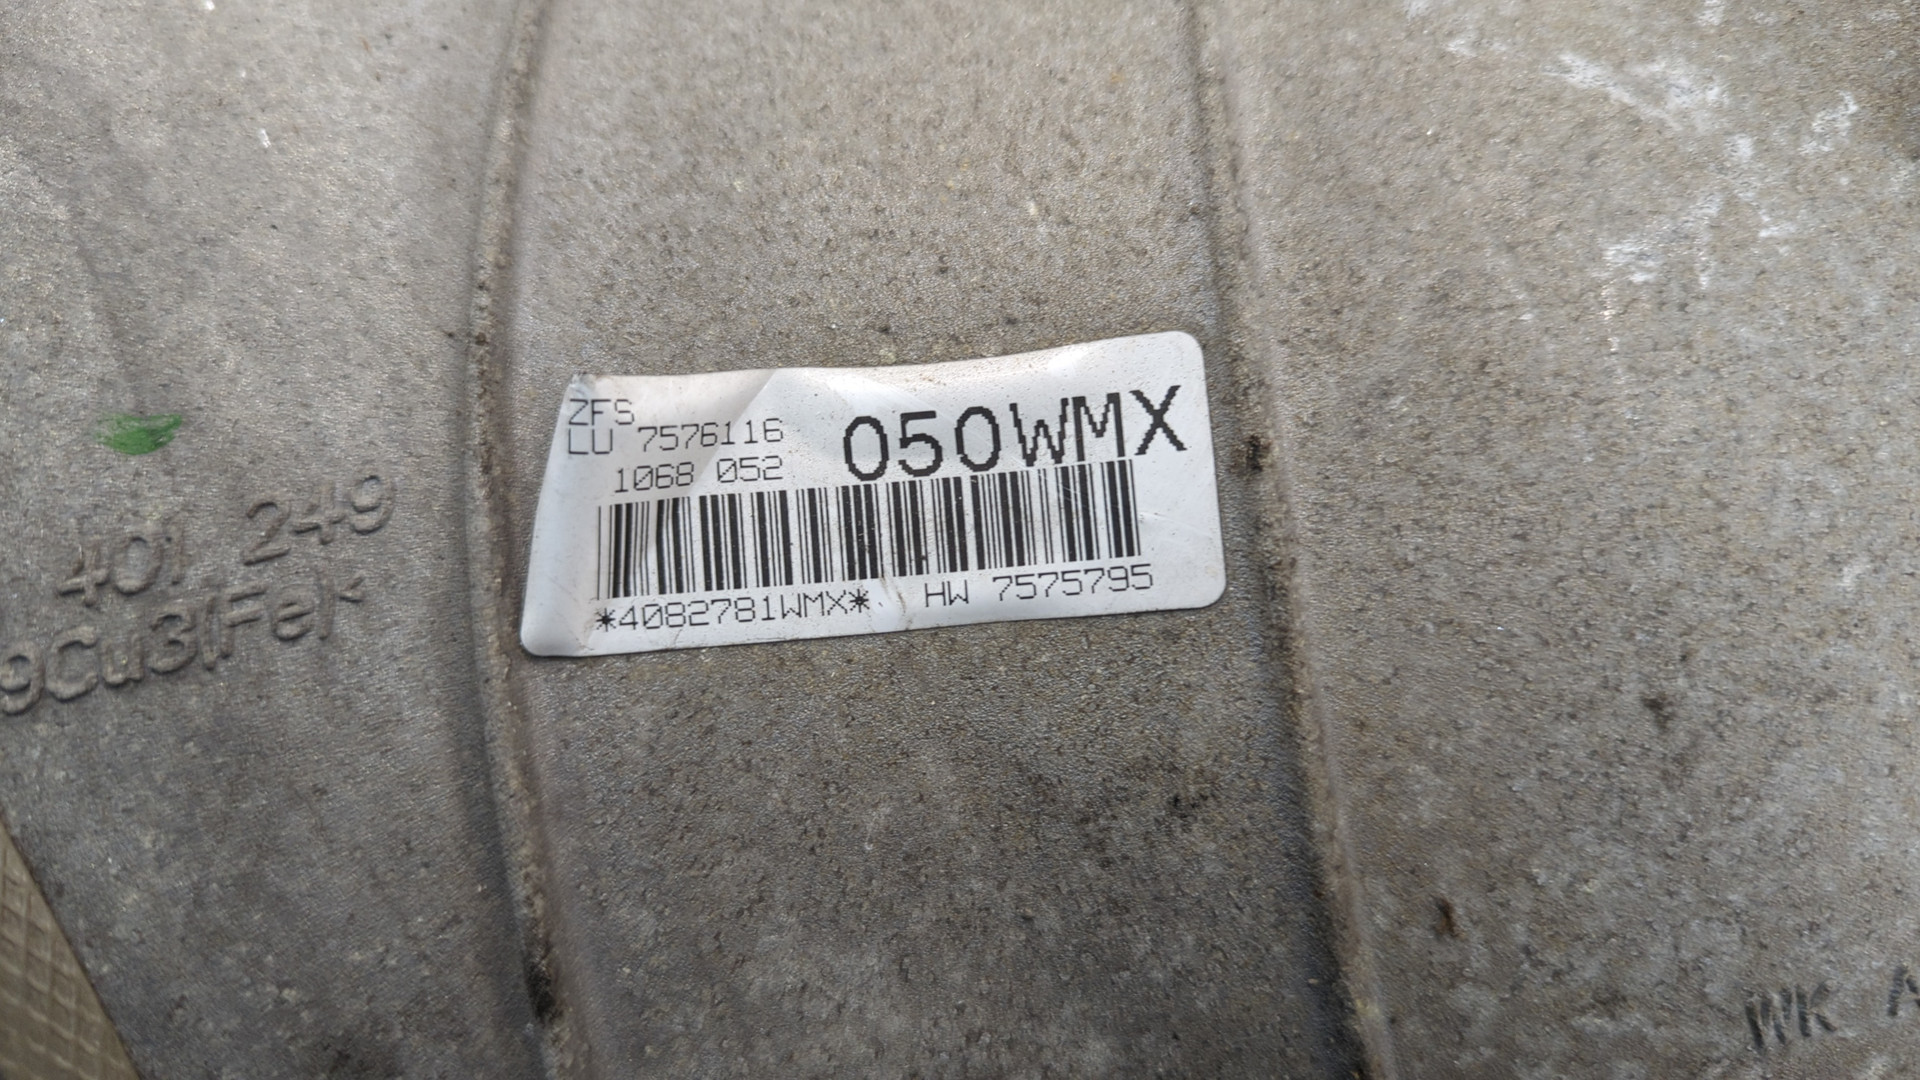 ZFS
LU 7576116
1068 052
050WMX
*4082781WMX* HW 7575795
401 249
9Cu3(Fe)<
WK